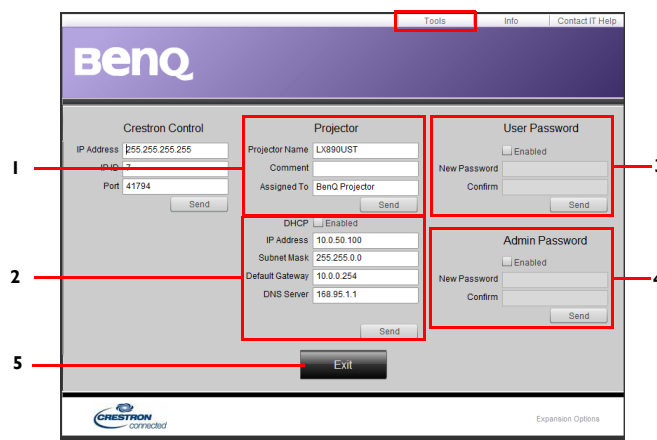 Tools Info Contact IT Help
BenQ
Crestron Control Projector User Password
IP Address 255.255.255.255 Projector Name LX890UST Enabled
1 IP ID 7 Comment New Password 3
Port 41794 Assigned To BenQ Projector Confirm
Send Send Send
DHCP Enabled
IP Address 10.0.50.100 Admin Password
Subnet Mask 255.255.0.0 Enabled
2 Default Gateway 10.0.0.254 New Password 4
DNS Server 168.95.1.1 Confirm
Send
Send
5 Exit
CRESTRON
connected Expansion Options